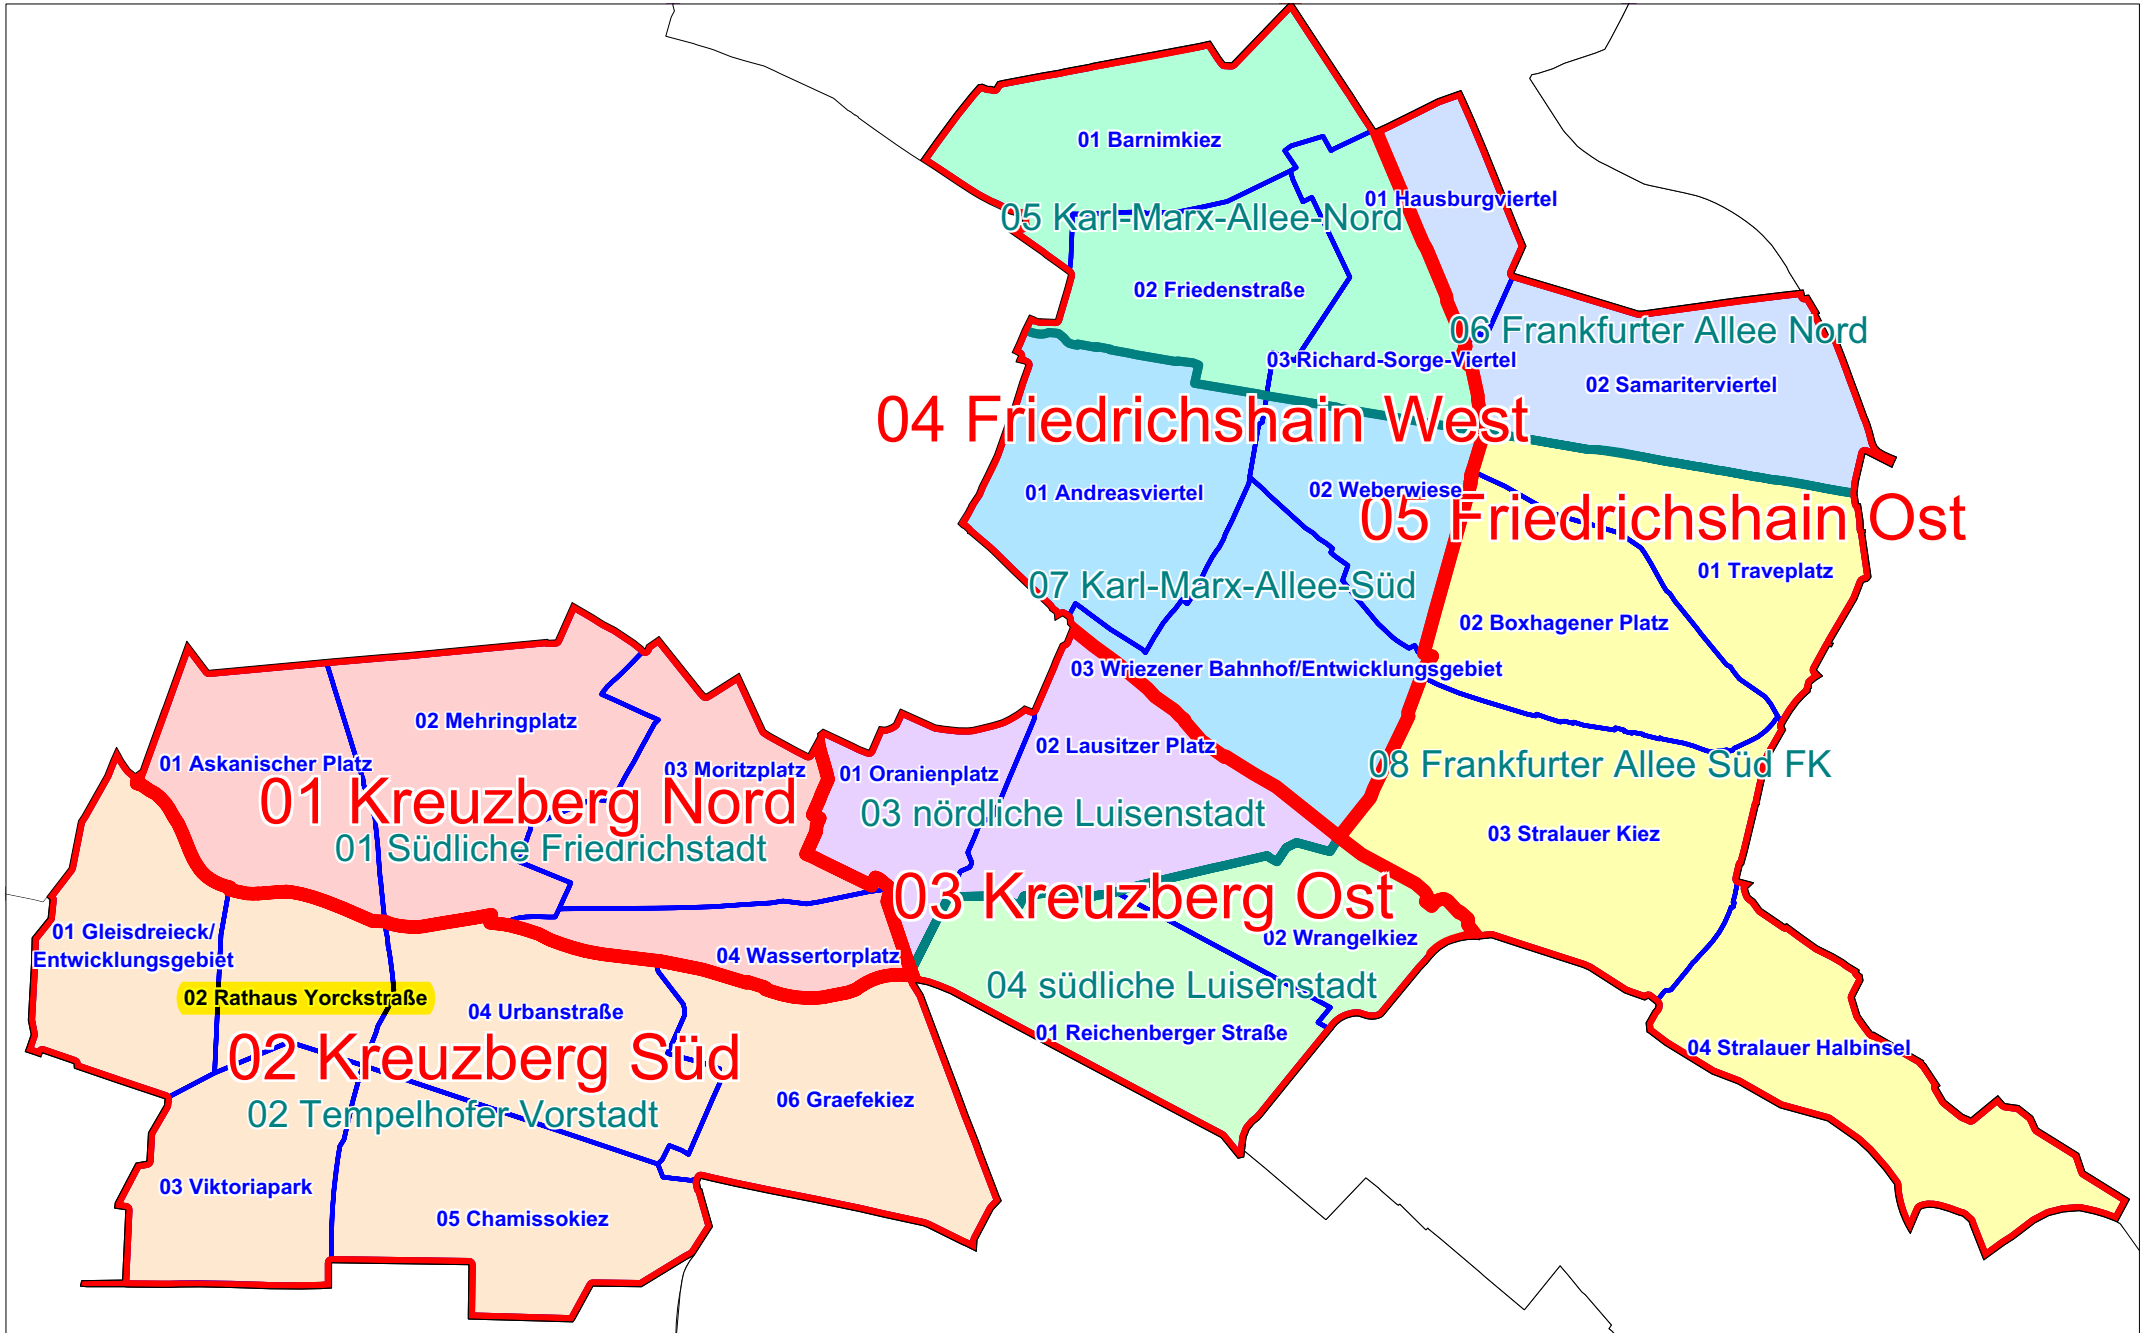 01 Barnimkiez
01 Hausburgviertel
05 Karl-Marx-Allee-Nord
02 Friedenstraße
06 Frankfurter Allee Nord
03 Richard-Sorge-Viertel
02 Samariterviertel
04 Friedrichshain West
01 Andreasviertel
02 Weberwiese
05 Friedrichshain Ost
01 Traveplatz
07 Karl-Marx-Allee-Süd
02 Boxhagener Platz
03 Wriezener Bahnhof/Entwicklungsgebiet
02 Mehringplatz
02 Lausitzer Platz
01 Askanischer Platz
03 Moritzplatz
01 Oranienplatz
08 Frankfurter Allee Süd FK
01 Kreuzberg Nord
03 nördliche Luisenstadt
03 Stralauer Kiez
01 Südliche Friedrichstadt
03 Kreuzberg Ost
01 Gleisdreieck/
Entwicklungsgebiet
02 Wrangelkiez
04 Wassertorplatz
04 südliche Luisenstadt
02 Rathaus Yorckstraße
04 Urbanstraße
01 Reichenberger Straße
04 Stralauer Halbinsel
02 Kreuzberg Süd
06 Graefekiez
02 Tempelhofer Vorstadt
03 Viktoriapark
05 Chamissokiez